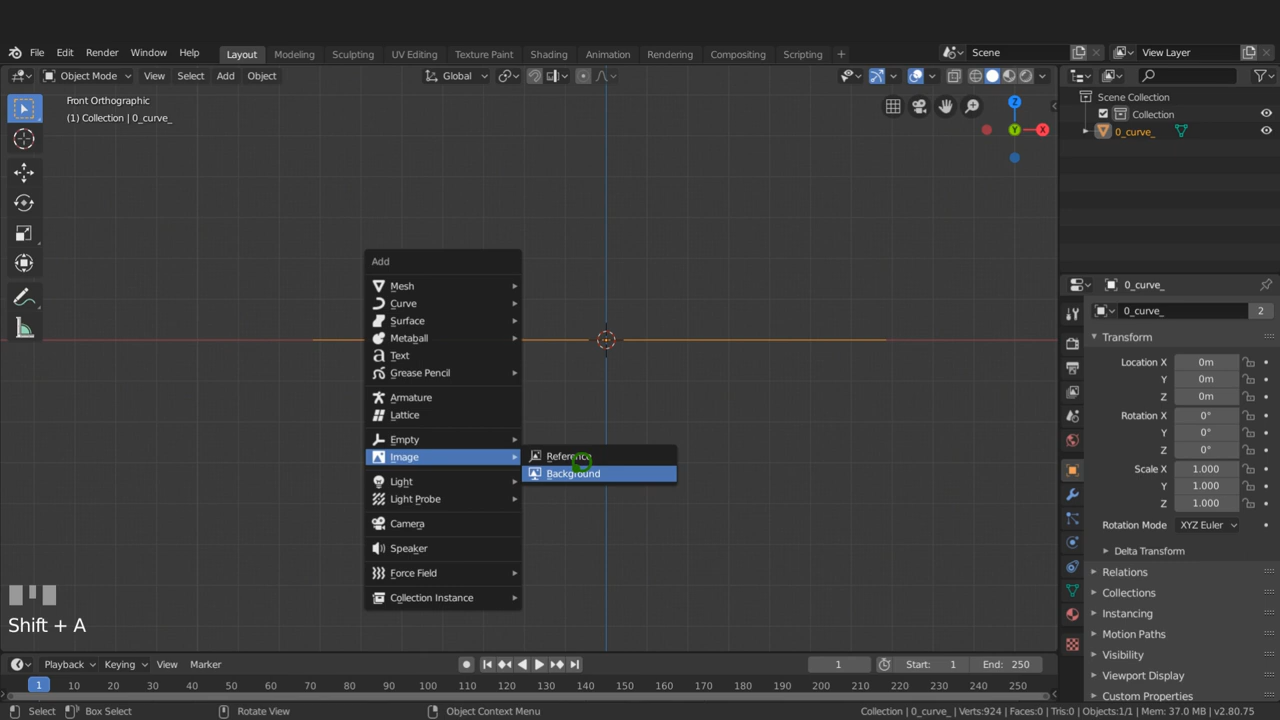 File Edit Render Window Help Layout Modeling Sculpting UV Editing Texture Paint Shading Animation Rendering Compositing Scripting + Scene View Layer
Object Mode View Select Add Object Global
Front Orthographic
(1) Collection | 0_curve_
Z
Y
X
Scene Collection
Collection
0_curve_
0_curve_
0_curve_ 2
Transform
Location X 0m
Y 0m
Z 0m
Rotation X 0°
Y 0°
Z 0°
Scale X 1.000
Y 1.000
Z 1.000
Rotation Mode XYZ Euler
Delta Transform
Relations
Collections
Instancing
Motion Paths
Visibility
Viewport Display
Custom Properties
Add
Mesh
Curve
Surface
Metaball
Text
Grease Pencil
Armature
Lattice
Empty
Image
Light
Light Probe
Camera
Speaker
Force Field
Collection Instance
Reference
Background
Shift + A
Playback Keying View Marker 1 Start: 1 End: 250
1 10 20 30 40 50 60 70 80 90 100 110 120 130 140 150 160 170 180 190 200 210 220 230 240 250
Select Box Select Rotate View Object Context Menu Collection | 0_curve_ | Verts:924 | Faces:0 | Tris:0 | Objects:1/1 | Mem: 37.0 MB | v2.80.75